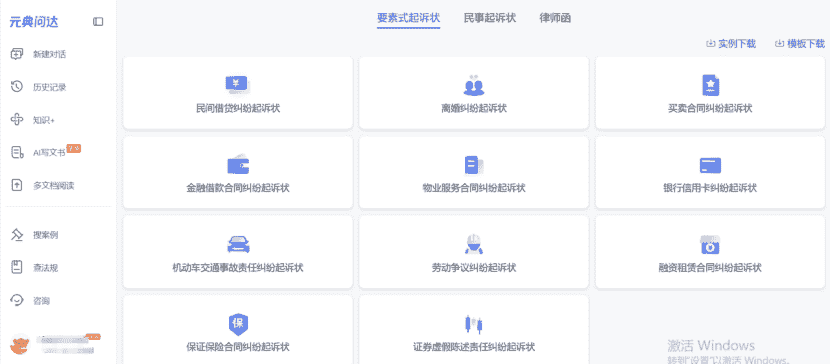 元典问达
新建对话
历史记录
知识+
AI写文书
多文档阅读
搜案例
查法规
咨询
要素式起诉状
民事起诉状
律师函
实例下载
模板下载
民间借贷纠纷起诉状
离婚纠纷起诉状
买卖合同纠纷起诉状
金融借款合同纠纷起诉状
物业服务合同纠纷起诉状
银行信用卡纠纷起诉状
机动车交通事故责任纠纷起诉状
劳动争议纠纷起诉状
融资租赁合同纠纷起诉状
保
保证保险合同纠纷起诉状
证券虚假陈述责任纠纷起诉状
激活 Windows
转到"设置"以激活 Windows。